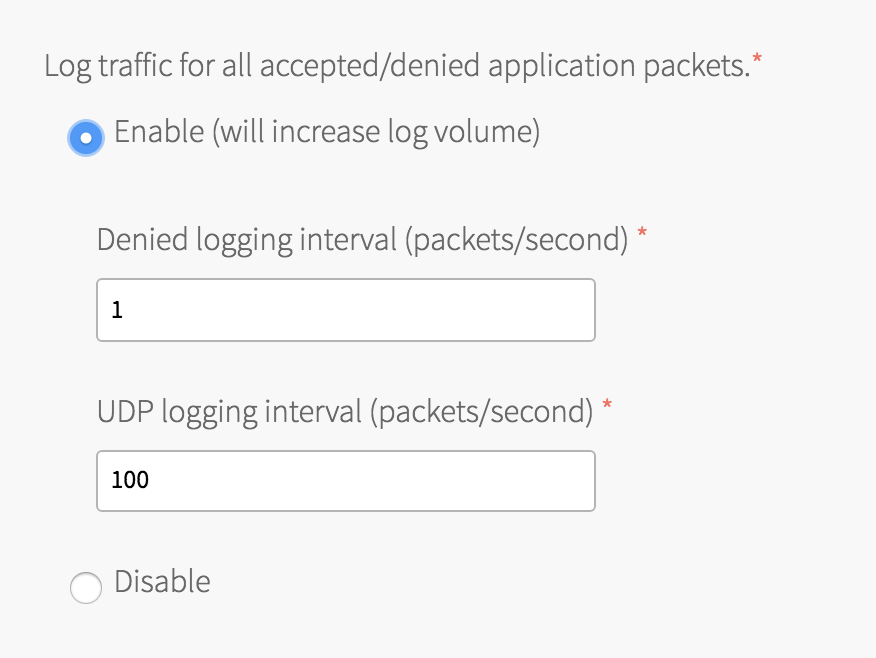 Log traffic for all accepted/denied application packets.*
Enable (will increase log volume)
Denied logging interval (packets/second) *
1
UDP logging interval (packets/second) *
100
Disable